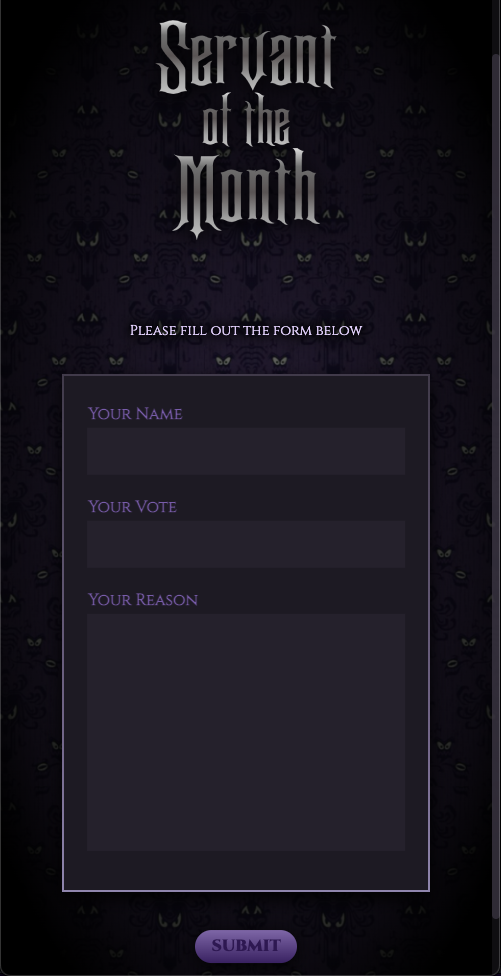 Servant
of the
Month
Please fill out the form below
Your Name
Your Vote
Your Reason
SUBMIT